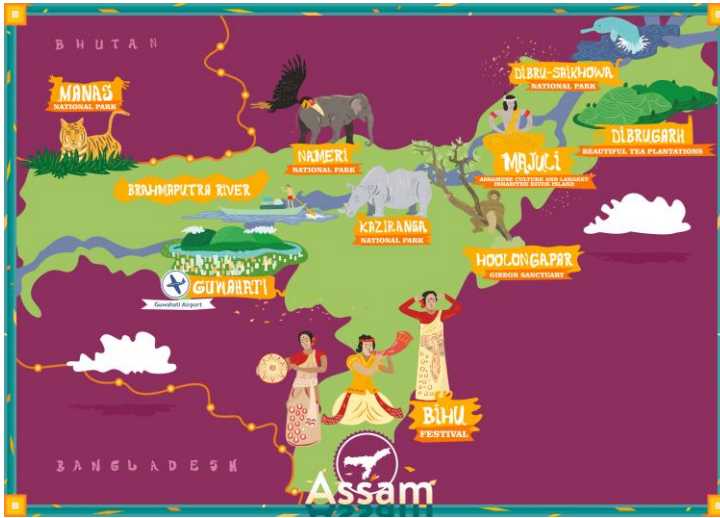 BHUTAN
MANAS
NATIONAL PARK
DIBRU-SAIKHOWA
NATIONAL PARK
DIBRUGARH
BEAUTIFUL TEA PLANTATIONS
NAMERI
NATIONAL PARK
MAJULI
ASSAMESE CULTURE AND LARGEST
INHABITED RIVER ISLAND
BRAHMAPUTRA RIVER
KAZIRANGA
NATIONAL PARK
HOOLONGAPAR
GIBBON SANCTUARY
GUWAHATI
Guwahati Airport
BIHU
FESTIVAL
BANGLADESH
Assam